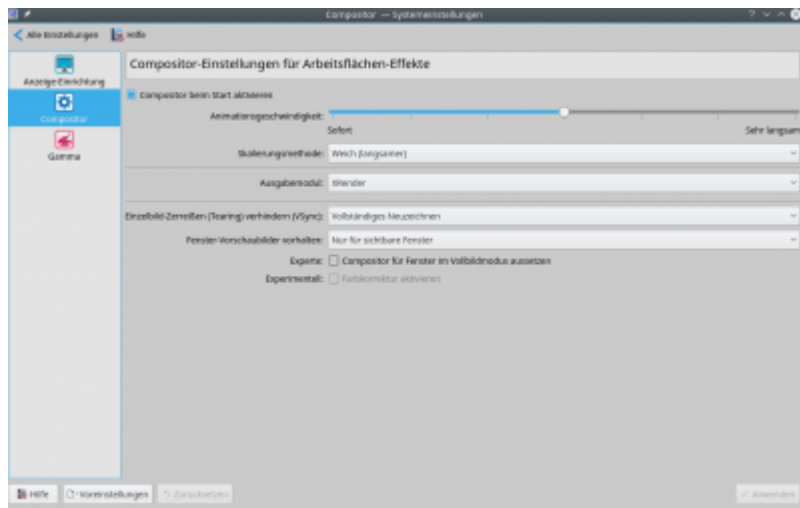 Compositor — Systemeinstellungen
Alle Einstellungen Hilfe
Anzeige-Einrichtung
Compositor
Gamma
Compositor-Einstellungen für Arbeitsflächen-Effekte
Compositor beim Start aktivieren
Animationsgeschwindigkeit:
Sofort Sehr langsam
Skalierungsmethode: Weich (langsamer)
Ausgabemodul: XRender
Einzelbild-Zerreißen (Tearing) verhindern (VSync): Vollständiges Neuzeichnen
Fenster-Vorschaubilder vorhalten: Nur für sichtbare Fenster
Experte: Compositor für Fenster im Vollbildmodus aussetzen
Experimentell: Farbkorrektur aktivieren
Hilfe Voreinstellungen Zurücksetzen Anwenden